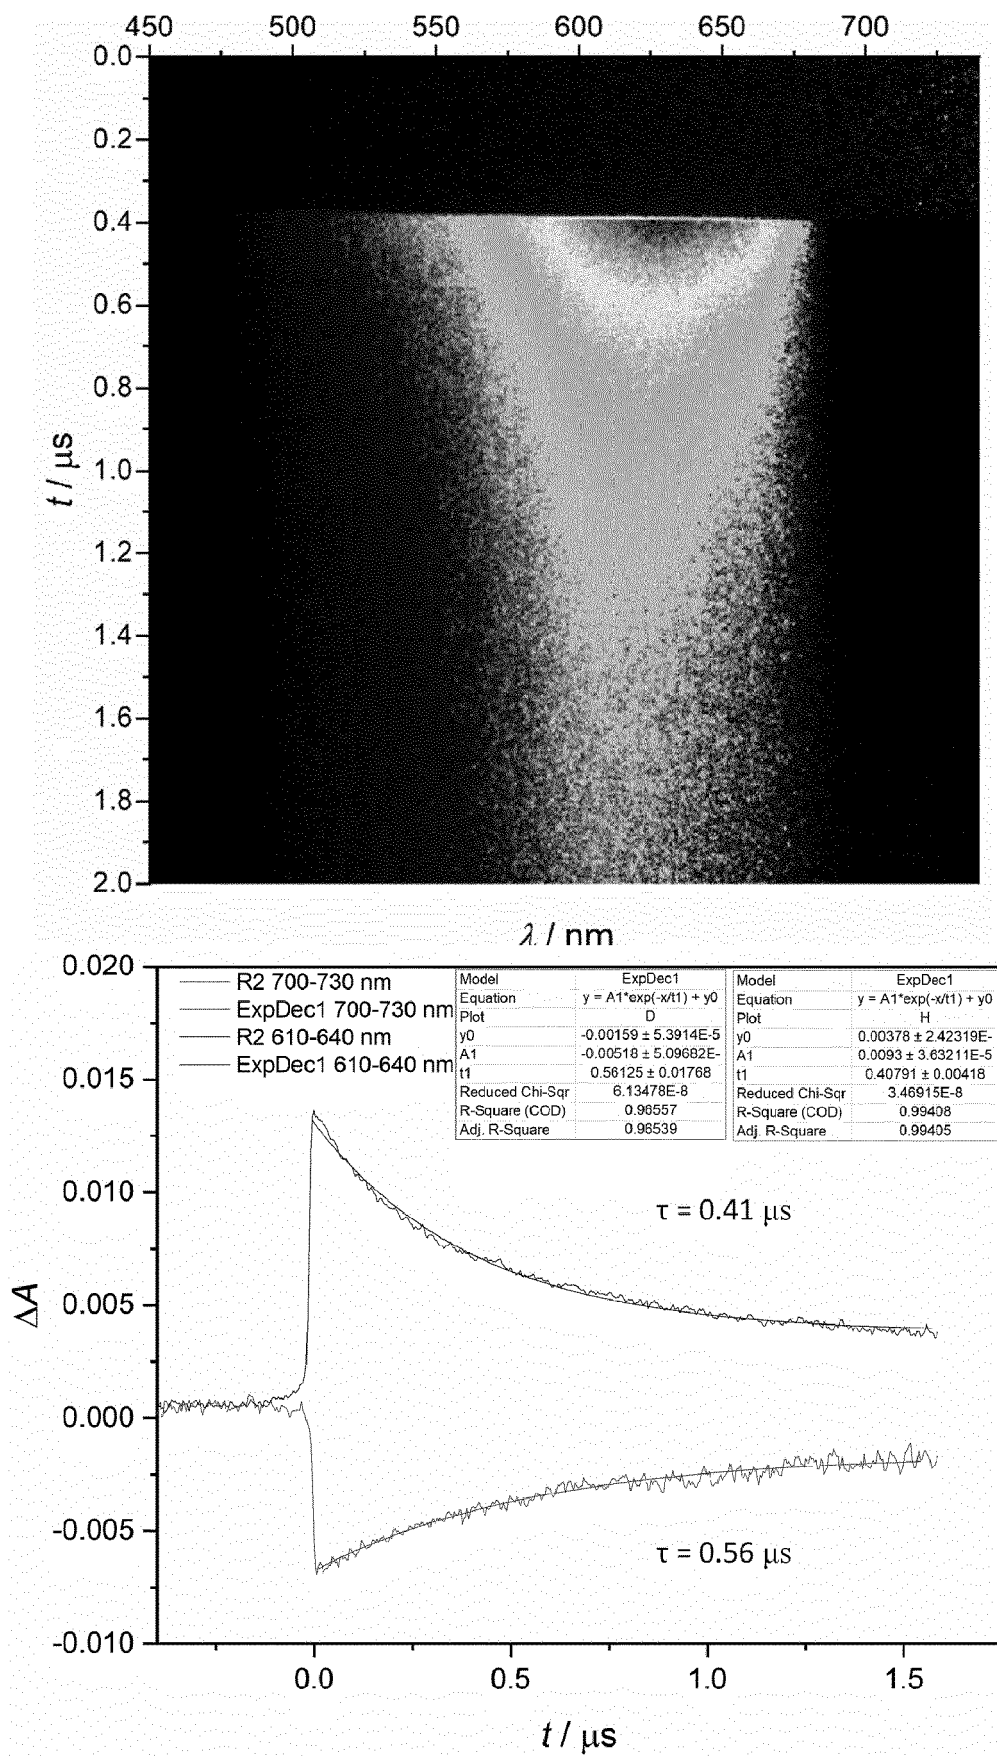 450 500 550 600 650 700
0.0
0.2
0.4
0.6
0.8
1.0
1.2
1.4
1.6
1.8
2.0
t / μs
λ / nm
0.020
0.015
0.010
0.005
0.000
-0.005
-0.010
ΔA
R2 700-730 nm
ExpDec1 700-730 nm
R2 610-640 nm
ExpDec1 610-640 nm
Model ExpDec1
Equation y = A1*exp(-x/t1) + y0
Plot D
y0 -0.00159 ± 5.3914E-5
A1 -0.00518 ± 5.09682E-
t1 0.56125 ± 0.01768
Reduced Chi-Sqr 6.13478E-8
R-Square (COD) 0.96557
Adj. R-Square 0.96539
Model ExpDec1
Equation y = A1*exp(-x/t1) + y0
Plot H
y0 0.00378 ± 2.42319E-
A1 0.0093 ± 3.63211E-5
t1 0.40791 ± 0.00418
Reduced Chi-Sqr 3.46915E-8
R-Square (COD) 0.99408
Adj. R-Square 0.99405
τ = 0.41 μs
τ = 0.56 μs
0.0 0.5 1.0 1.5
t / μs